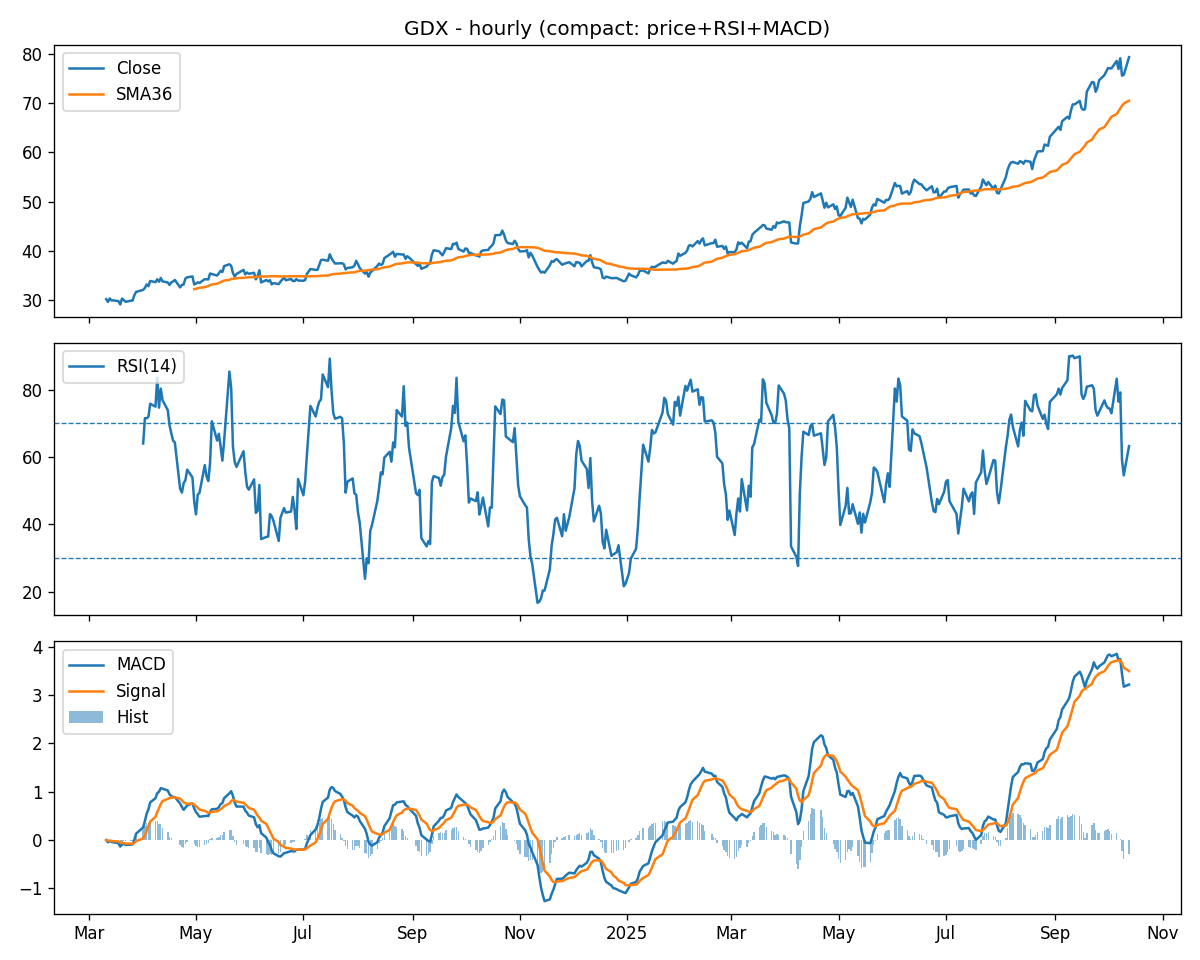 GDX - hourly (compact: price+RSI+MACD)
80
70
60
50
40
30
Close
SMA36
80
60
40
20
RSI(14)
4
3
2
1
0
−1
MACD
Signal
Hist
Mar
May
Jul
Sep
Nov
2025
Mar
May
Jul
Sep
Nov